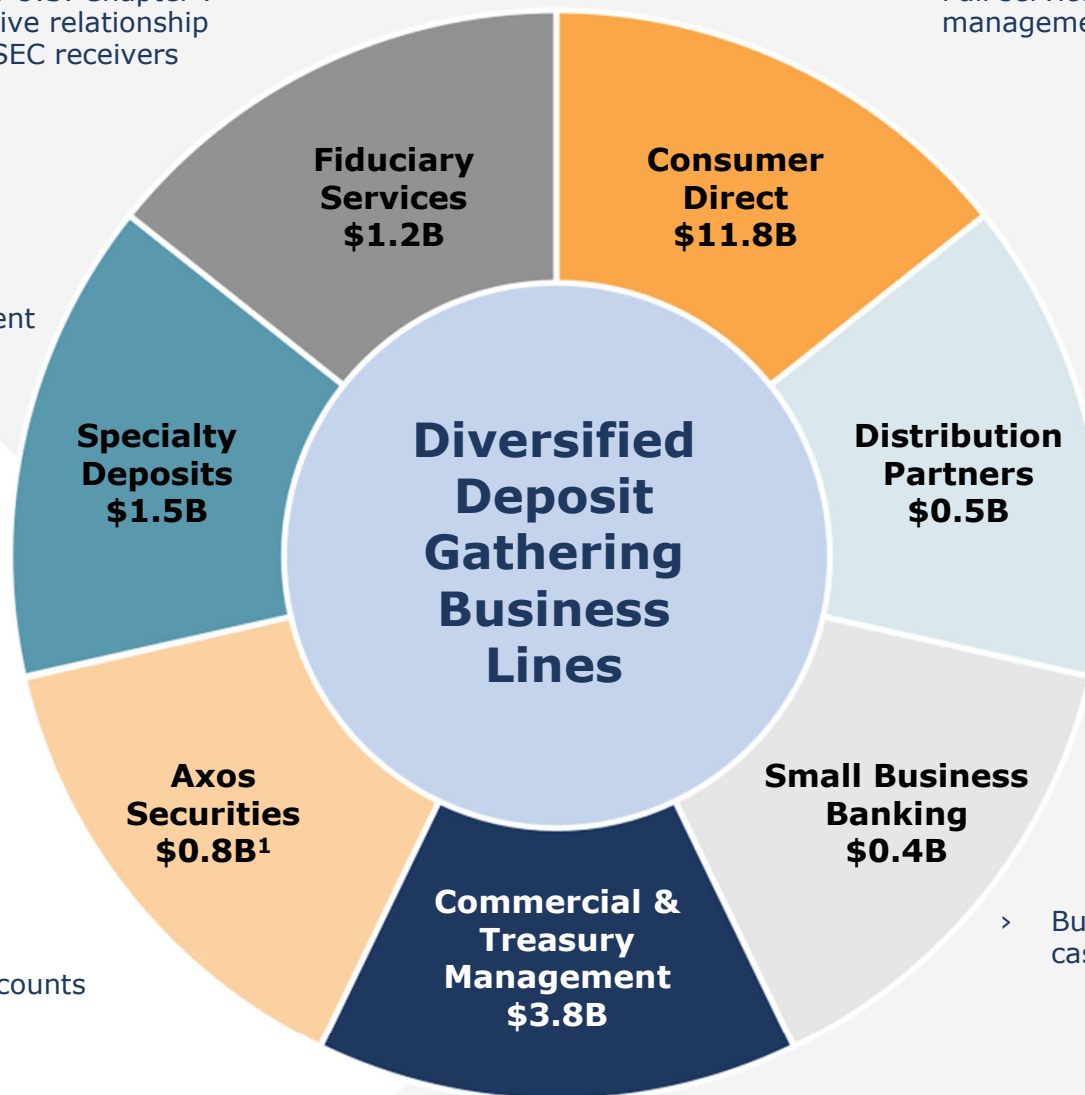 ive relationship
SEC receivers
manageme
Fiduciary
Services
$1.2B
Consumer
Direct
$11.8B
ent
Specialty
Deposits
$1.5B
Diversified
Deposit
Gathering
Business
Lines
Distribution
Partners
$0.5B
Axos
Securities
$0.8B¹
Small Business
Banking
$0.4B
Commercial &
Treasury
Management
$3.8B
› Bu
cas
counts